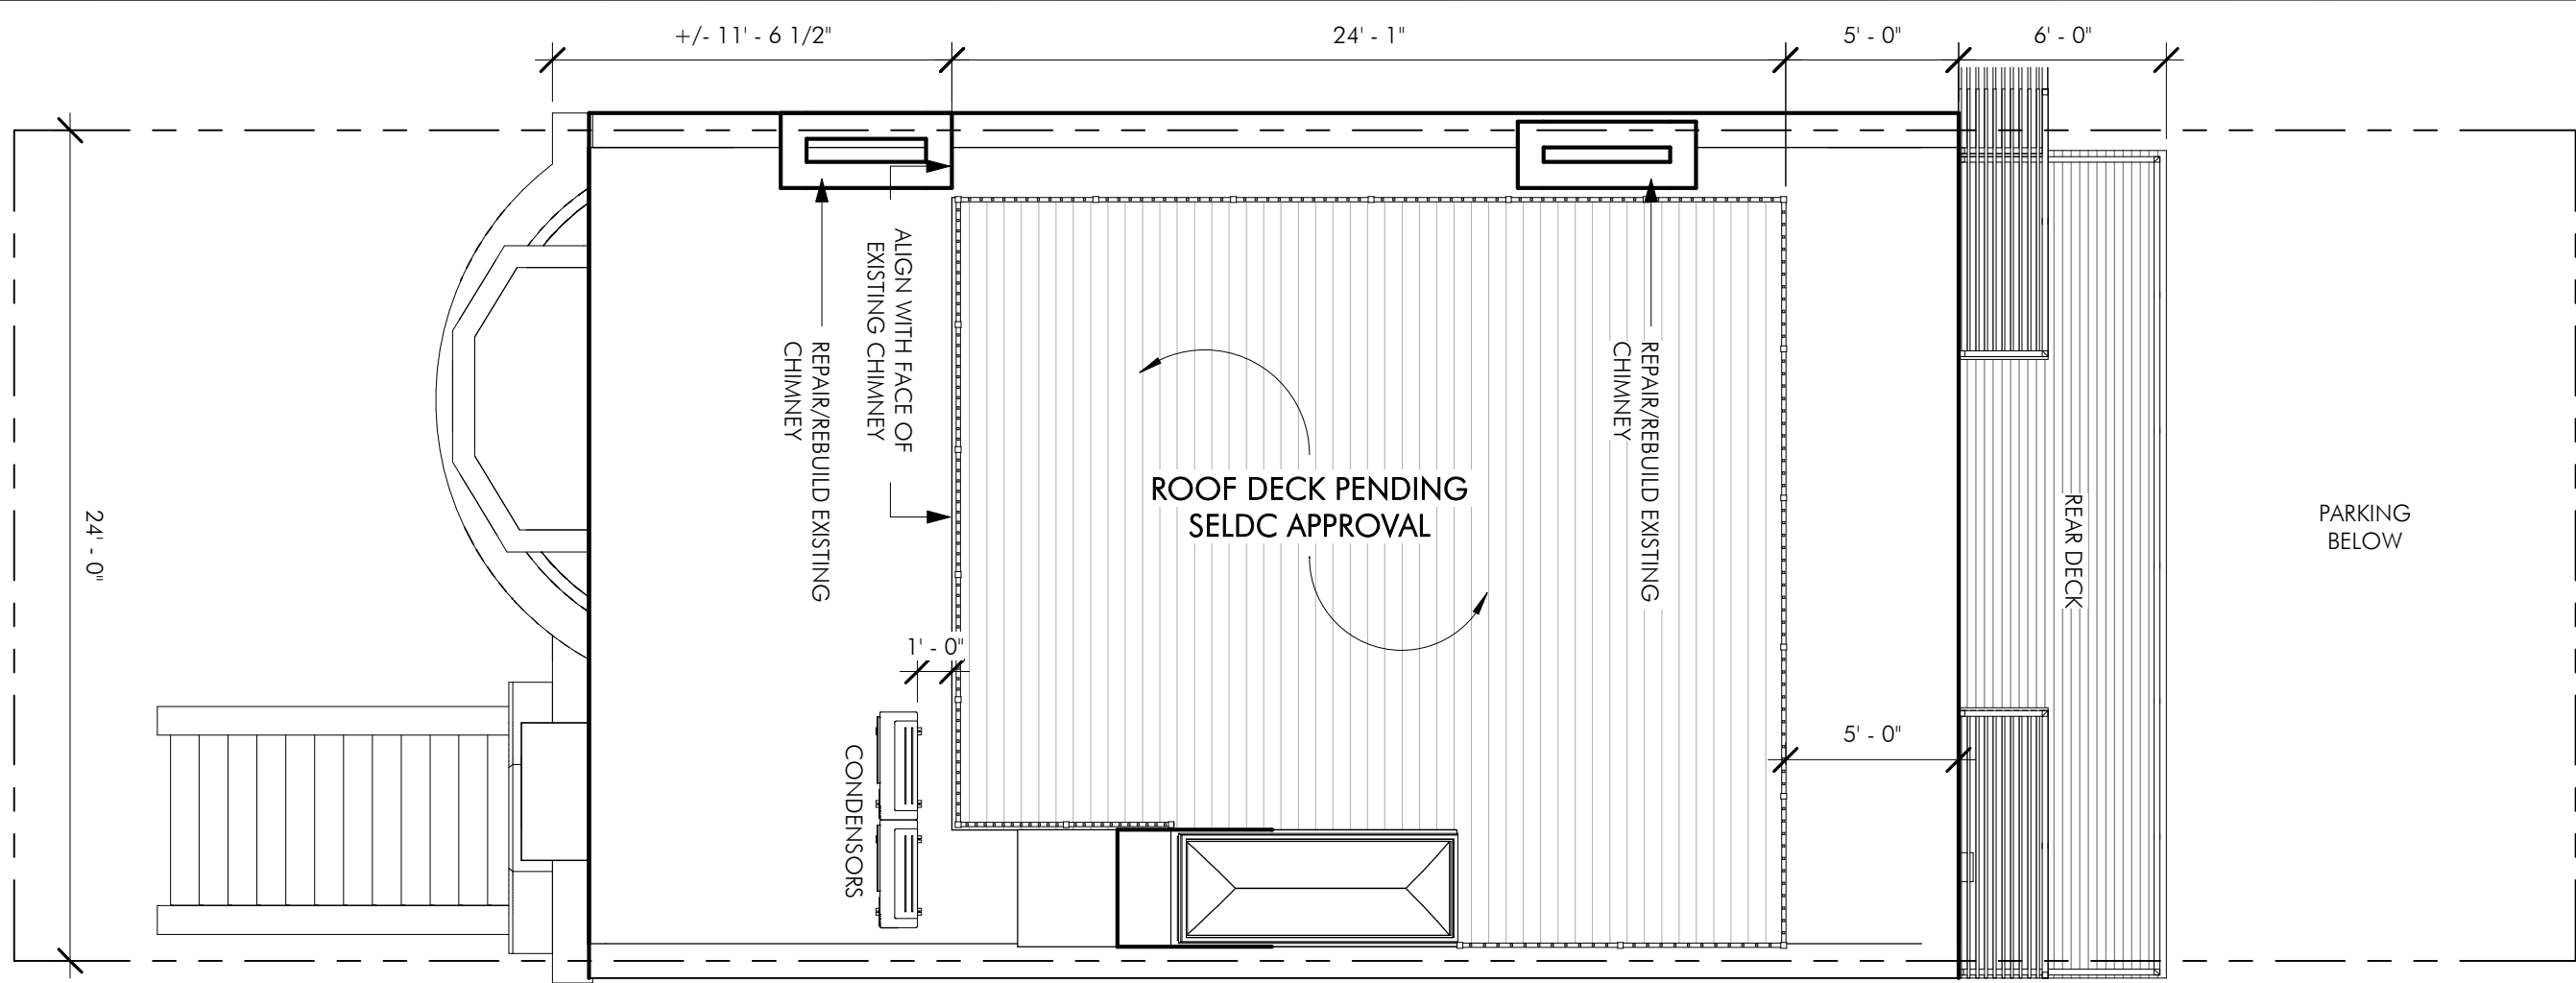 +/- 11' - 6 1/2"
24' - 1"
5' - 0"
6' - 0"
24' - 0"
ALIGN WITH FACE OF
EXISTING CHIMNEY
REPAIR/REBUILD EXISTING
CHIMNEY
REPAIR/REBUILD EXISTING
CHIMNEY
ROOF DECK PENDING
SELDC APPROVAL
REAR DECK
PARKING
BELOW
1' - 0"
5' - 0"
CONDENSORS